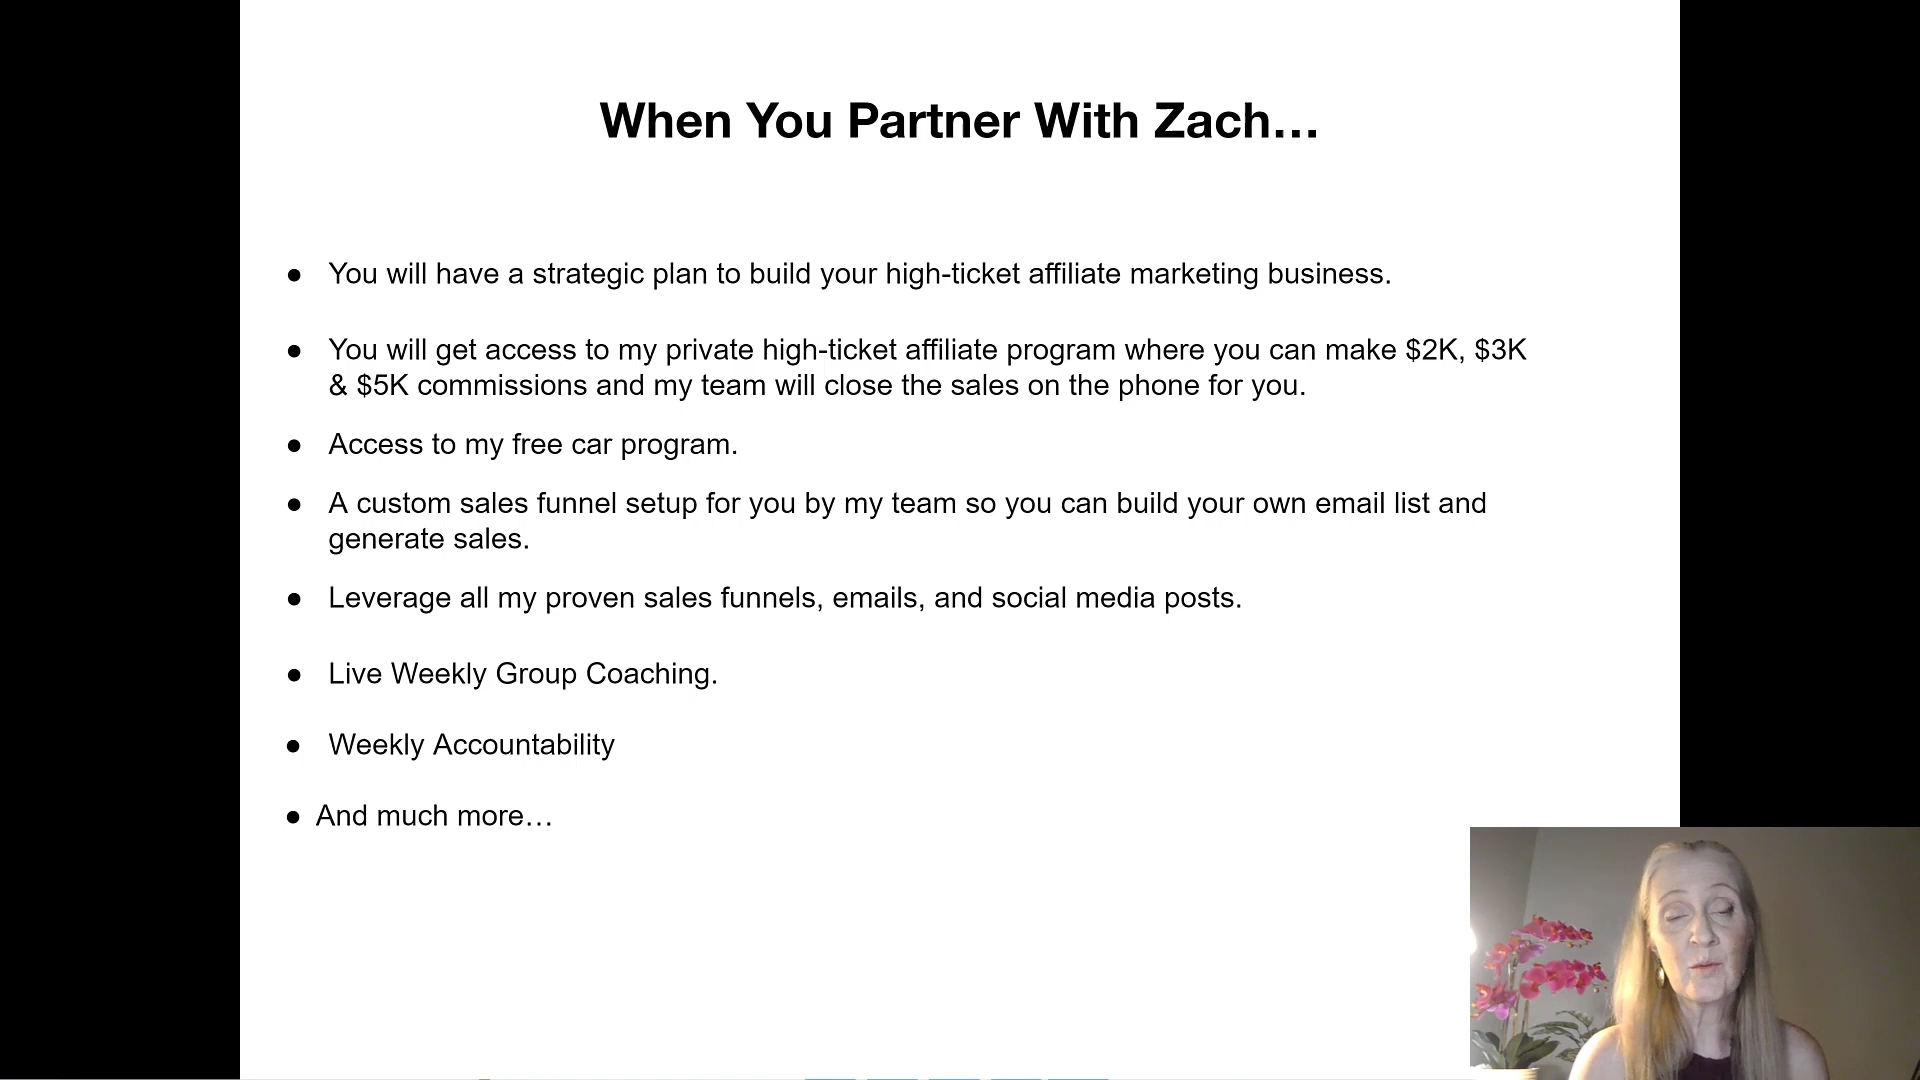 When You Partner With Zach…
● You will have a strategic plan to build your high-ticket affiliate marketing business.
● You will get access to my private high-ticket affiliate program where you can make $2K, $3K
& $5K commissions and my team will close the sales on the phone for you.
● Access to my free car program.
● A custom sales funnel setup for you by my team so you can build your own email list and
generate sales.
● Leverage all my proven sales funnels, emails, and social media posts.
● Live Weekly Group Coaching.
● Weekly Accountability
● And much more…